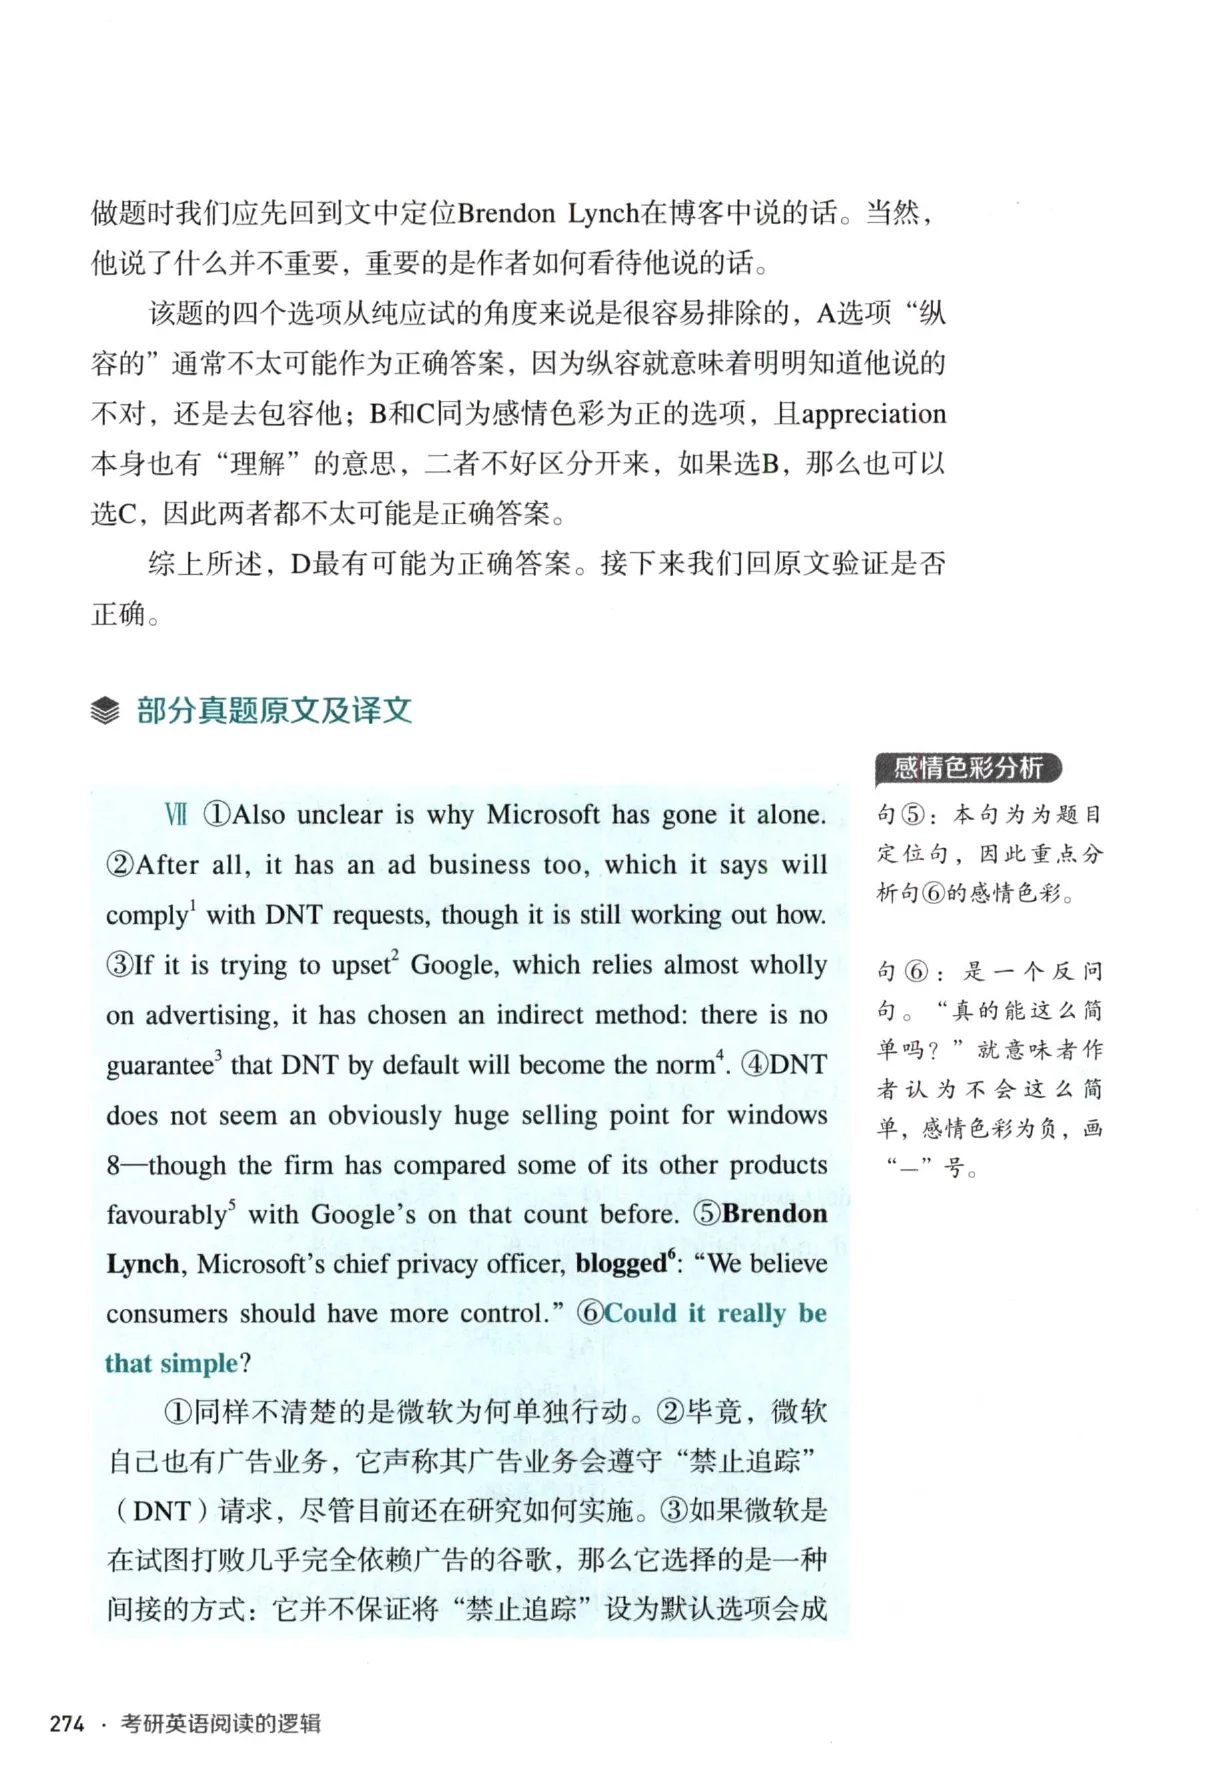 做题时我们应先回到文中定位Brendon Lynch在博客中说的话。当然，
他说了什么并不重要，重要的是作者如何看待他说的话。
该题的四个选项从纯应试的角度来说是很容易排除的，A选项“纵
容的”通常不太可能作为正确答案，因为纵容就意味着明明知道他说的
不对，还是去包容他；B和C同为感情色彩为正的选项，且appreciation
本身也有“理解”的意思，二者不好区分开来，如果选B，那么也可以
选C，因此两者都不太可能是正确答案。
综上所述，D最有可能为正确答案。接下来我们回原文验证是否
正确。
部分真题原文及译文
Ⅶ ①Also unclear is why Microsoft has gone it alone.
②After all, it has an ad business too, which it says will
comply1 with DNT requests, though it is still working out how.
③If it is trying to upset2 Google, which relies almost wholly
on advertising, it has chosen an indirect method: there is no
guarantee3 that DNT by default will become the norm4. ④DNT
does not seem an obviously huge selling point for windows
8—though the firm has compared some of its other products
favourably5 with Google’s on that count before. ⑤Brendon
Lynch, Microsoft’s chief privacy officer, blogged6: “We believe
consumers should have more control.” ⑥Could it really be
that simple?
①同样不清楚的是微软为何单独行动。②毕竟，微软
自己也有广告业务，它声称其广告业务会遵守“禁止追踪”
（DNT）请求，尽管目前还在研究如何实施。③如果微软是
在试图打败几乎完全依赖广告的谷歌，那么它选择的是一种
间接的方式：它并不保证将“禁止追踪”设为默认选项会成
感情色彩分析
句⑤：本句为为题目
定位句，因此重点分
析句⑥的感情色彩。
句⑥：是一个反问
句。“真的能这么简
单吗？”就意味着作
者认为不会这么简
单，感情色彩为负，画
“—”号。
274 · 考研英语阅读的逻辑